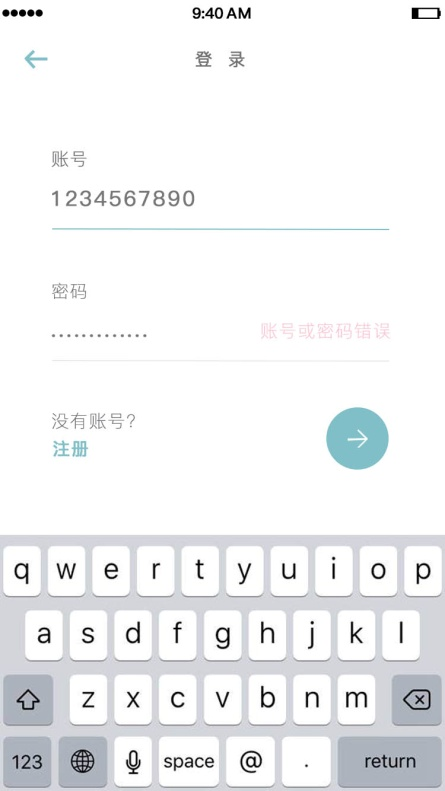 9:40 AM
登 录
账号
1234567890
密码
.............
账号或密码错误
没有账号?
注册
q w e r t y u i o p
a s d f g h j k l
z x c v b n m
123 space @ . return